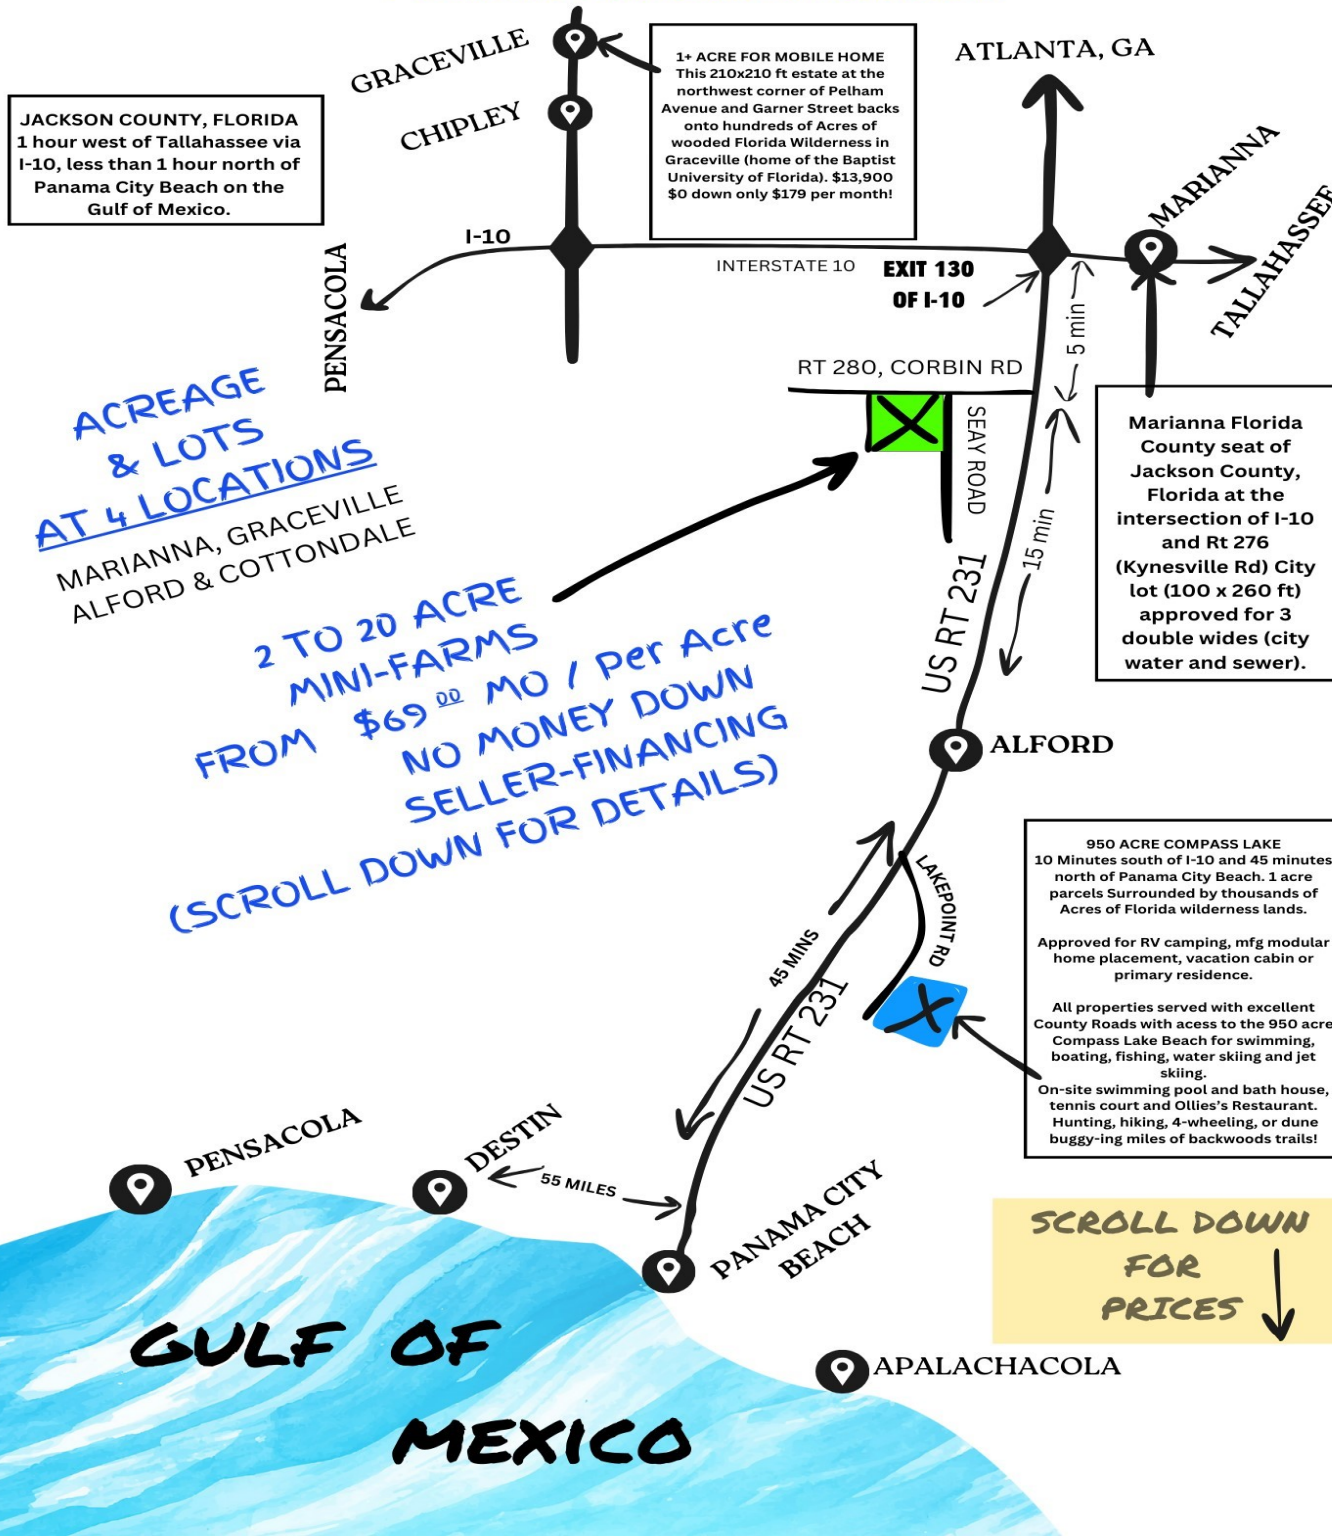 GRACEVILLE
CHIPLEY
1+ ACRE FOR MOBILE HOME
This 210x210 ft estate at the
northwest corner of Pelham
Avenue and Garner Street backs
onto hundreds of Acres of
wooded Florida Wilderness in
Graceville (home of the Baptist
University of Florida). $13,900
$0 down only $179 per month!
ATLANTA, GA
JACKSON COUNTY, FLORIDA
1 hour west of Tallahassee via
I-10, less than 1 hour north of
Panama City Beach on the
Gulf of Mexico.
MARIANNA
TALLAHASSEE
I-10
INTERSTATE 10
EXIT 130
OF I-10
PENSACOLA
5 min
RT 280, CORBIN RD
SEAY ROAD
15 min
US RT 231
ACREAGE
& LOTS
AT 4 LOCATIONS
MARIANNA, GRACEVILLE
ALFORD & COTTONDALE
Marianna Florida
County seat of
Jackson County,
Florida at the
intersection of I-10
and Rt 276
(Kynesville Rd) City
lot (100 x 260 ft)
approved for 3
double wides (city
water and sewer).
2 TO 20 ACRE
MINI-FARMS
FROM $69 00 MO / Per Acre
NO MONEY DOWN
SELLER-FINANCING
(SCROLL DOWN FOR DETAILS)
ALFORD
LAKEPOINT RD
45 MINS
US RT 231
950 ACRE COMPASS LAKE
10 Minutes south of I-10 and 45 minutes
north of Panama City Beach. 1 acre
parcels Surrounded by thousands of
Acres of Florida wilderness lands.
Approved for RV camping, mfg modular
home placement, vacation cabin or
primary residence.
All properties served with excellent
County Roads with acess to the 950 acre
Compass Lake Beach for swimming,
boating, fishing, water skiing and jet
skiing.
On-site swimming pool and bath house,
tennis court and Ollies's Restaurant.
Hunting, hiking, 4-wheeling, or dune
buggy-ing miles of backwoods trails!
PENSACOLA
DESTIN
55 MILES
PANAMA CITY
BEACH
SCROLL DOWN
FOR
PRICES
GULF OF
MEXICO
APALACHACOLA